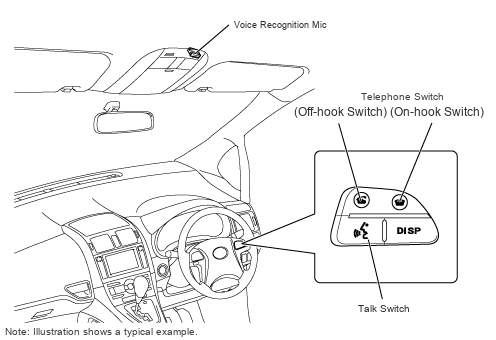 Voice Recognition Mic
Telephone Switch
(Off-hook Switch) (On-hook Switch)
DISP
Talk Switch
Note: Illustration shows a typical example.